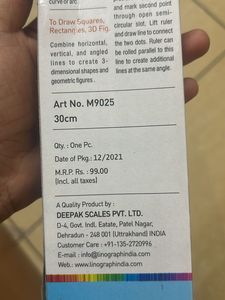 curve or arc.
To Draw Squares,
Rectangles, 3D Fig.
Combine horizontal,
vertical, and angled
lines to create 3-
dimensional shapes and
geometric figures.
and mark second point
through open semi-
circular slot. Lift ruler
and draw line to connect
the two dots. Ruler can
be rolled parallel to this
line to create additional
lines at the same angle.
Art No. M9025
30cm
Qty. : One Pc.
Date of Pkg.: 12/2021
M.R.P. Rs. : 99.00
(incl. all taxes)
A Quality Product by :
DEEPAK SCALES PVT. LTD.
D-4, Govt. Indl. Eatate, Patel Nagar,
Dehradun - 248 001 (Uttrakhand) INDIA
Customer Care : +91-135-2720996
E-mail : info@linographindia.com
Web.: www.linographindia.com